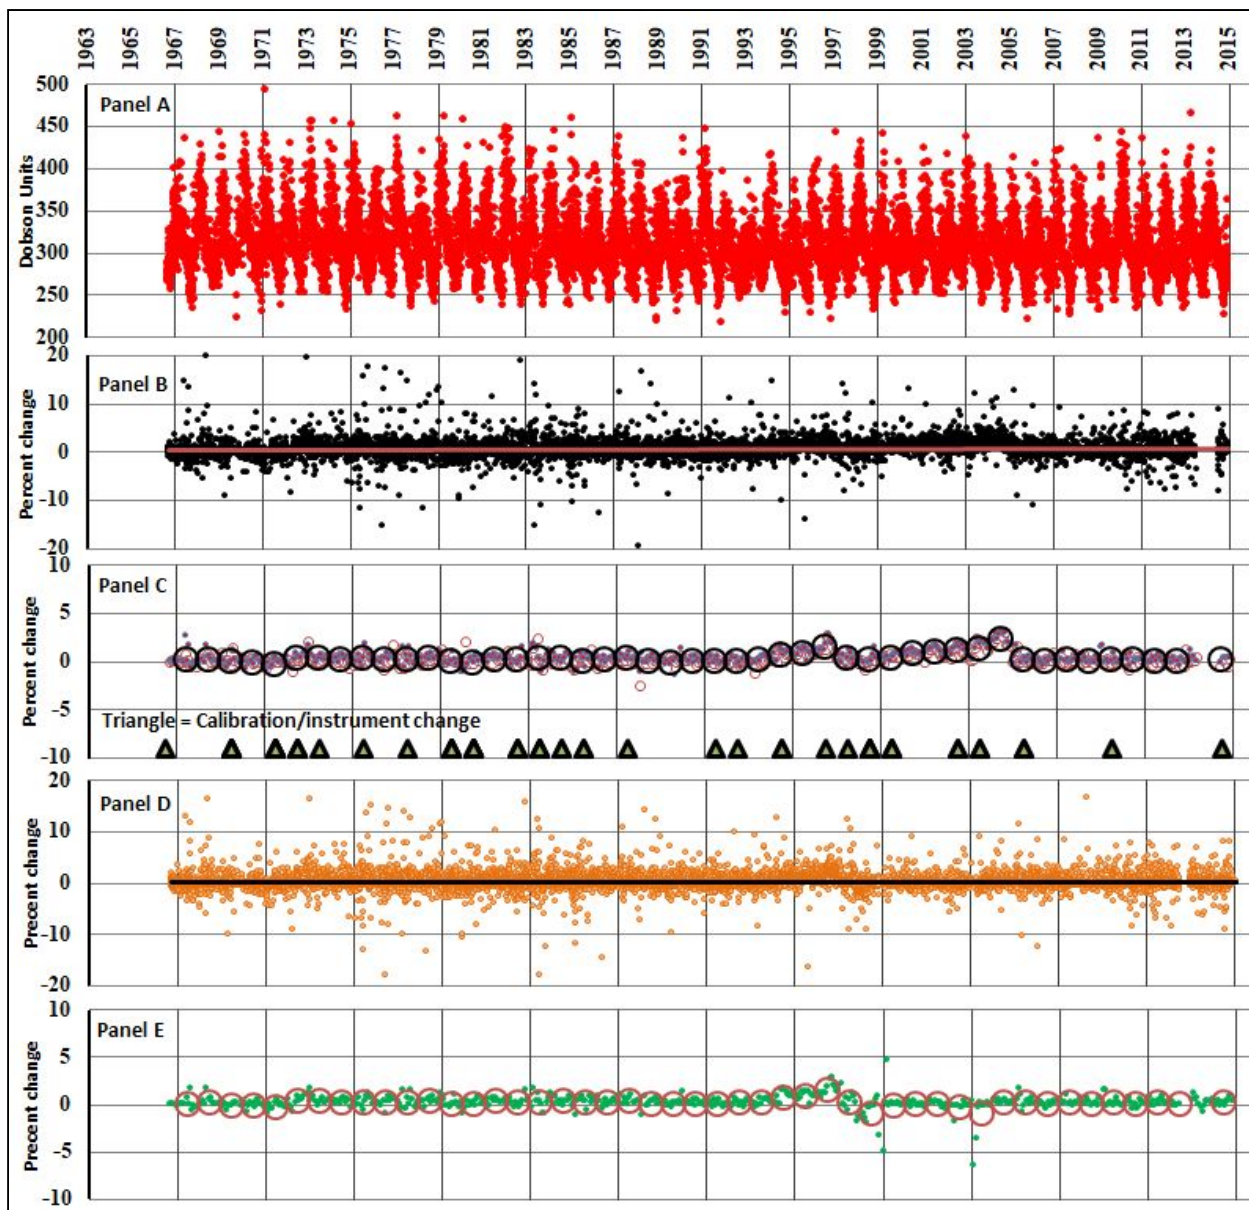 1963 1965 1967 1969 1971 1973 1975 1977 1979 1981 1983 1985 1987 1989 1991 1993 1995 1997 1999 2001 2003 2005 2007 2009 2011 2013 2015
Panel A
Dobson Units
500
450
400
350
300
250
200
Panel B
Percent change
20
10
0
-10
-20
Panel C
Percent change
10
5
0
-5
-10
Triangle = Calibration/instrument change
Panel D
Precent change
20
10
0
-10
-20
Panel E
Precent change
10
5
0
-5
-10